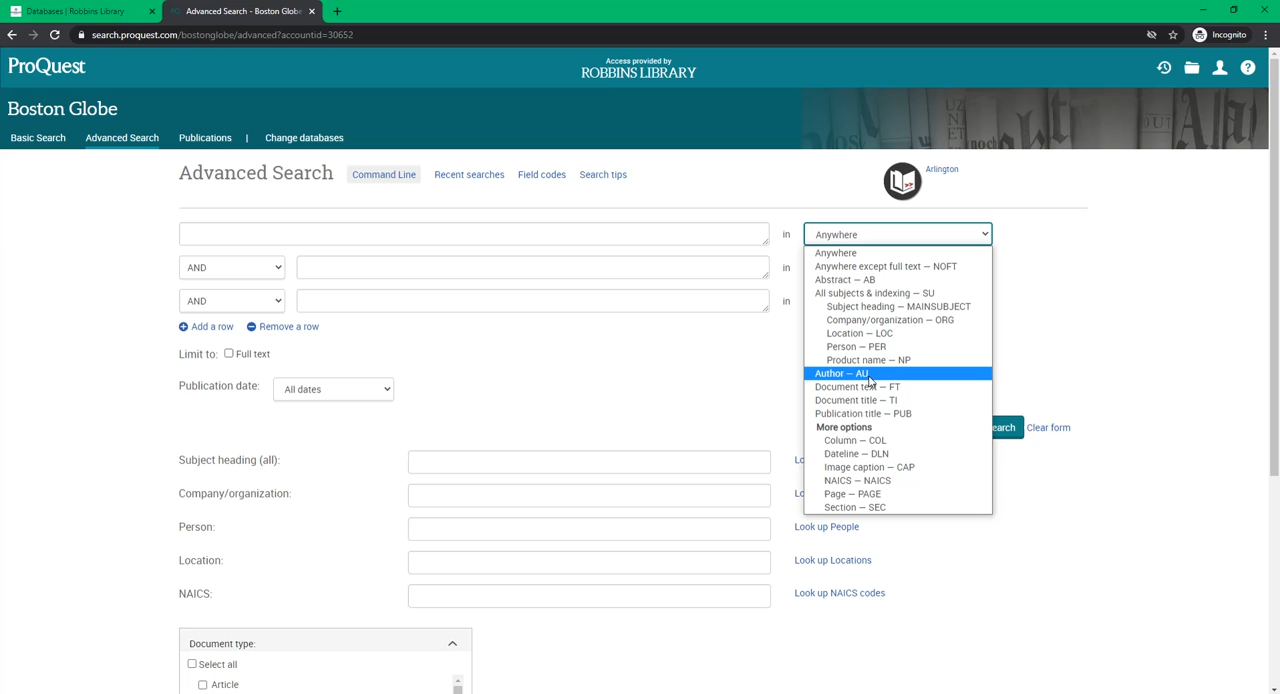 Databases | Robbins Library
Advanced Search - Boston Globe
search.proquest.com/bostonglobe/advanced?accountid=30652
Incognito
ProQuest
Access provided by
ROBBINS LIBRARY
Boston Globe
Basic Search Advanced Search Publications | Change databases
Advanced Search Command Line Recent searches Field codes Search tips
Arlington
in Anywhere
AND in
AND in
Anywhere
Anywhere except full text – NOFT
Abstract – AB
All subjects & indexing – SU
Subject heading – MAINSUBJECT
Company/organization – ORG
Location – LOC
Person – PER
Product name – NP
Author – AU
Document text – FT
Document title – TI
Publication title – PUB
More options
Column – COL
Dateline – DLN
Image caption – CAP
NAICS – NAICS
Page – PAGE
Section – SEC
Add a row Remove a row
Limit to: Full text
Publication date: All dates
earch Clear form
Subject heading (all): Lo
Company/organization: Lo
Person: Look up People
Location: Look up Locations
NAICS: Look up NAICS codes
Document type:
Select all
Article